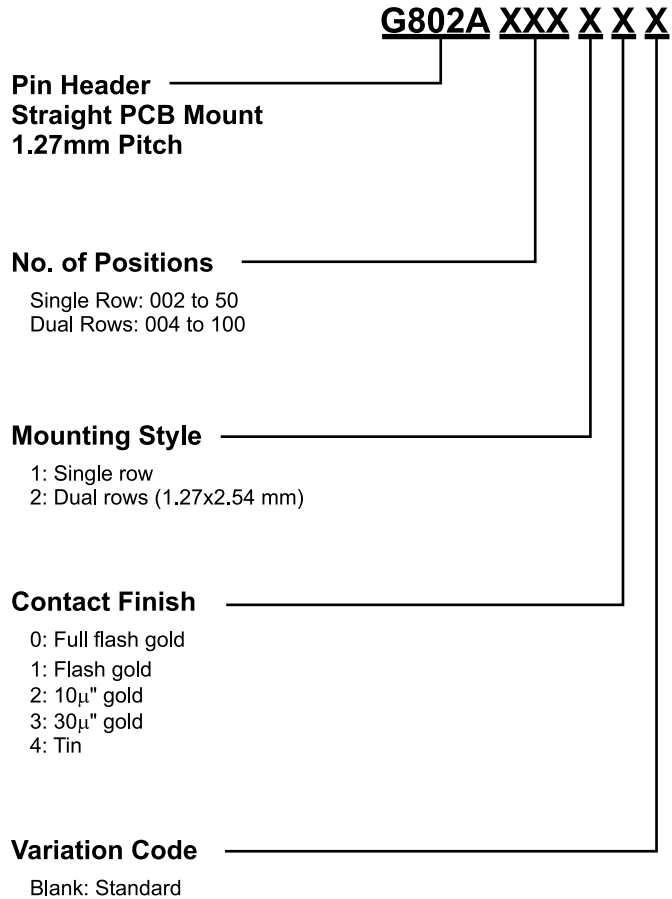 G802A XXX X X X
Pin Header
Straight PCB Mount
1.27mm Pitch
No. of Positions
Single Row: 002 to 50
Dual Rows: 004 to 100
Mounting Style
1: Single row
2: Dual rows (1.27x2.54 mm)
Contact Finish
0: Full flash gold
1: Flash gold
2: 10μ" gold
3: 30μ" gold
4: Tin
Variation Code
Blank: Standard